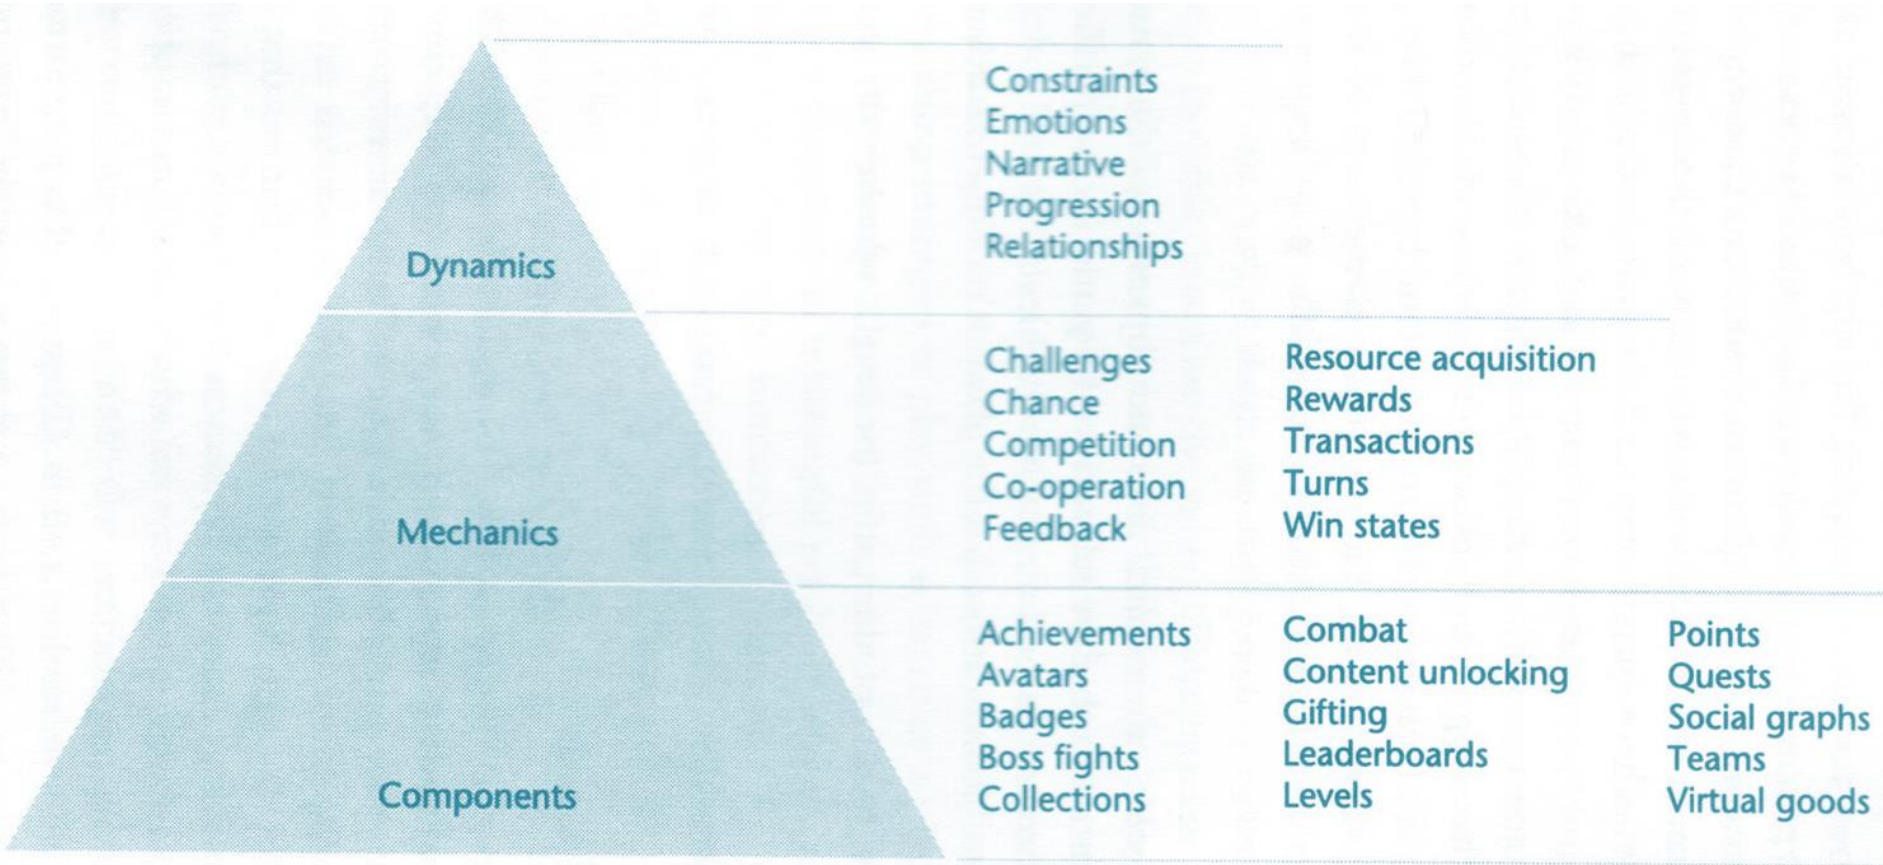 Dynamics
Constraints
Emotions
Narrative
Progression
Relationships
Mechanics
Challenges
Chance
Competition
Co-operation
Feedback
Resource acquisition
Rewards
Transactions
Turns
Win states
Components
Achievements
Avatars
Badges
Boss fights
Collections
Combat
Content unlocking
Gifting
Leaderboards
Levels
Points
Quests
Social graphs
Teams
Virtual goods